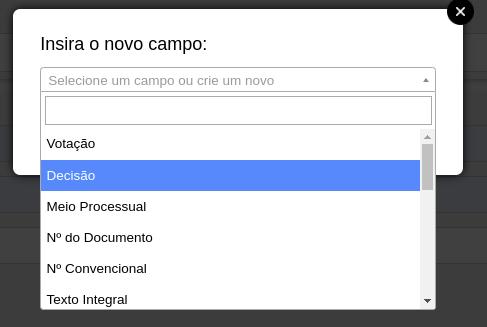 Insira o novo campo:
Selecione um campo ou crie um novo
Votação
Decisão
Meio Processual
Nº do Documento
Nº Convencional
Texto Integral